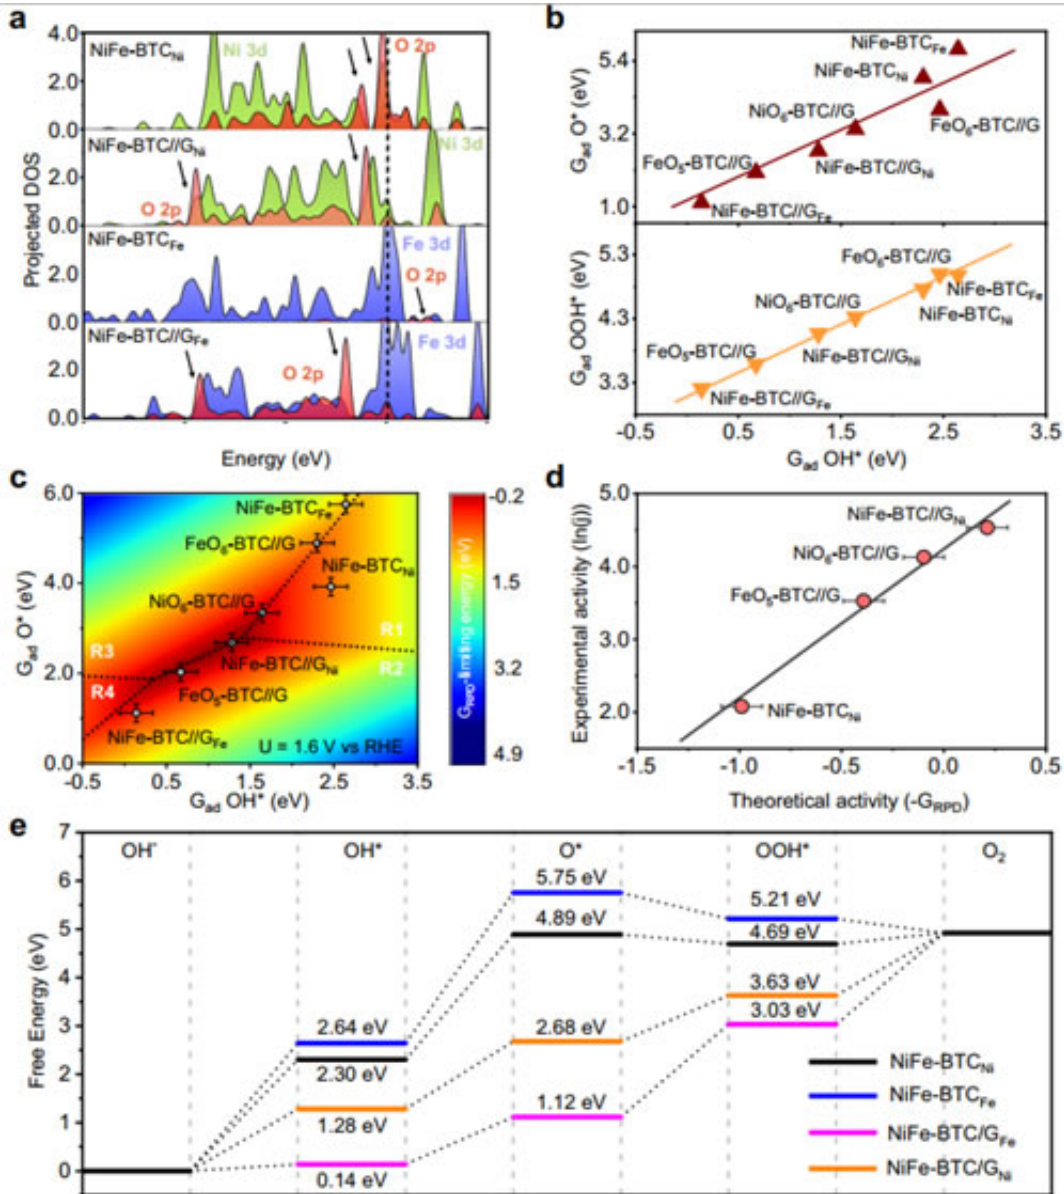 a
4.0
NiFe-BTCNi
Ni 3d
O 2p
2.0
0.0
NiFe-BTC//GNi
Ni 3d
2.0
O 2p
0.0
NiFe-BTCFe
Fe 3d
2.0
O 2p
0.0
NiFe-BTC//GFe
Fe 3d
2.0
O 2p
0.0
Projected DOS
Energy (eV)
b
5.4
3.2
1.0
Gad O* (eV)
NiFe-BTCFe
NiFe-BTCNi
NiO6-BTC//G
FeO6-BTC//G
FeO5-BTC//G
NiFe-BTC//GNi
NiFe-BTC//GFe
5.3
4.3
3.3
Gad OOH* (eV)
FeO6-BTC//G
NiFe-BTCFe
NiO6-BTC//G
NiFe-BTCNi
FeO5-BTC//G
NiFe-BTC//GNi
NiFe-BTC//GFe
-0.5 0.5 1.5 2.5 3.5
Gad OH* (eV)
c
6.0
4.0
2.0
0.0
Gad O* (eV)
NiFe-BTCFe
FeO6-BTC//G
NiFe-BTCNi
NiO6-BTC//G
R1
R3
R2
NiFe-BTC//GNi
R4
FeO5-BTC//G
NiFe-BTC//GFe
U = 1.6 V vs RHE
-0.5 0.5 1.5 2.5 3.5
Gad OH* (eV)
-0.2
1.5
3.2
4.9
GRPD-limiting energy (eV)
d
5.0
4.0
3.0
2.0
Experimental activity (ln(j))
NiFe-BTC//GNi
NiO6-BTC//G
FeO5-BTC//G
NiFe-BTCNi
-1.5 -1.0 -0.5 0.0 0.5
Theoretical activity (-GRPD)
e
7
6
5
4
3
2
1
0
Free Energy (eV)
OH- OH* O* OOH* O2
5.75 eV
5.21 eV
4.89 eV
4.69 eV
3.63 eV
2.64 eV
2.68 eV
3.03 eV
2.30 eV
1.28 eV
1.12 eV
0.14 eV
NiFe-BTCNi
NiFe-BTCFe
NiFe-BTC/GFe
NiFe-BTC/GNi